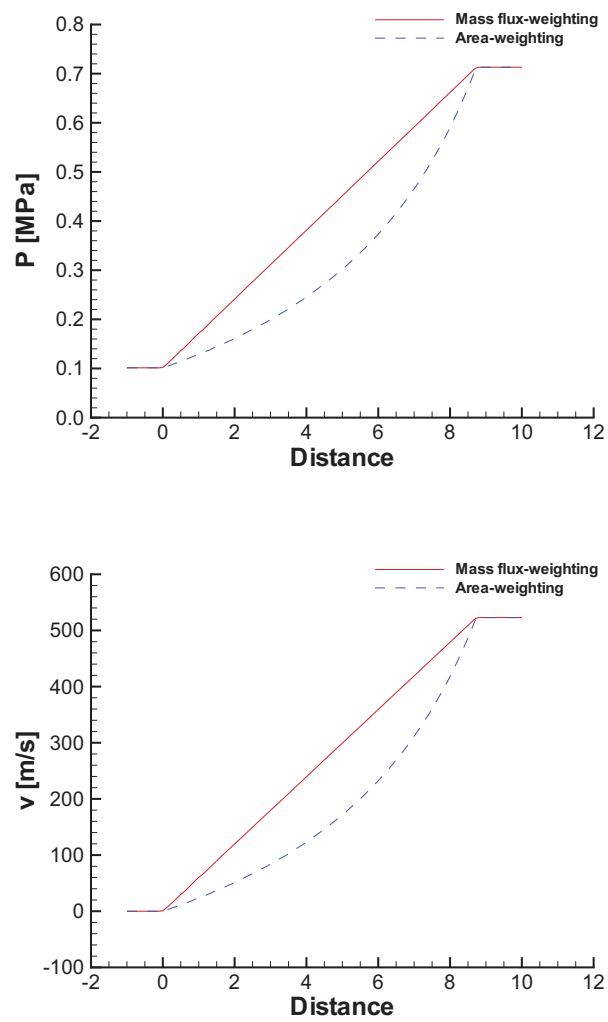 Mass flux-weighting
Area-weighting
0.8
0.7
0.6
0.5
0.4
0.3
0.2
0.1
0.0
P [MPa]
-2 0 2 4 6 8 10 12
Distance
Mass flux-weighting
Area-weighting
600
500
400
300
200
100
0
-100
v [m/s]
-2 0 2 4 6 8 10 12
Distance